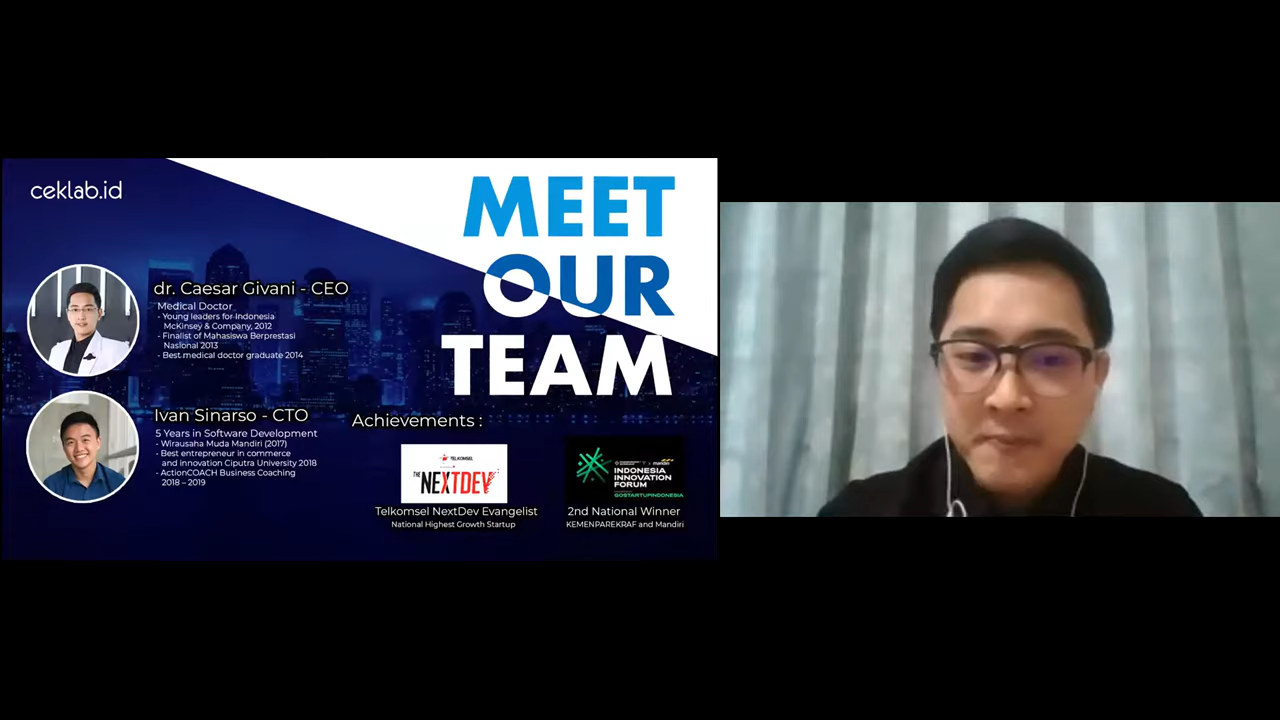 ceklab.id
MEET
OUR
TEAM
dr. Caesar Givani - CEO
Medical Doctor
- Young leaders for Indonesia
McKinsey & Company, 2012
- Finalist of Mahasiswa Berprestasi
Nasional 2013
- Best medical doctor graduate 2014
Ivan Sinarso - CTO
5 Years in Software Development
- Wirausaha Muda Mandiri (2017)
- Best entrepreneur in commerce
and innovation Ciputra University 2018
- ActionCOACH Business Coaching
2018 – 2019
Achievements :
TELKOMSEL
THE NEXTDEV
Telkomsel NextDev Evangelist
National Highest Growth Startup
mandiri
INDONESIA
INNOVATION
FORUM
GOSTARTUPINDONESIA
2nd National Winner
KEMENPAREKRAF and Mandiri